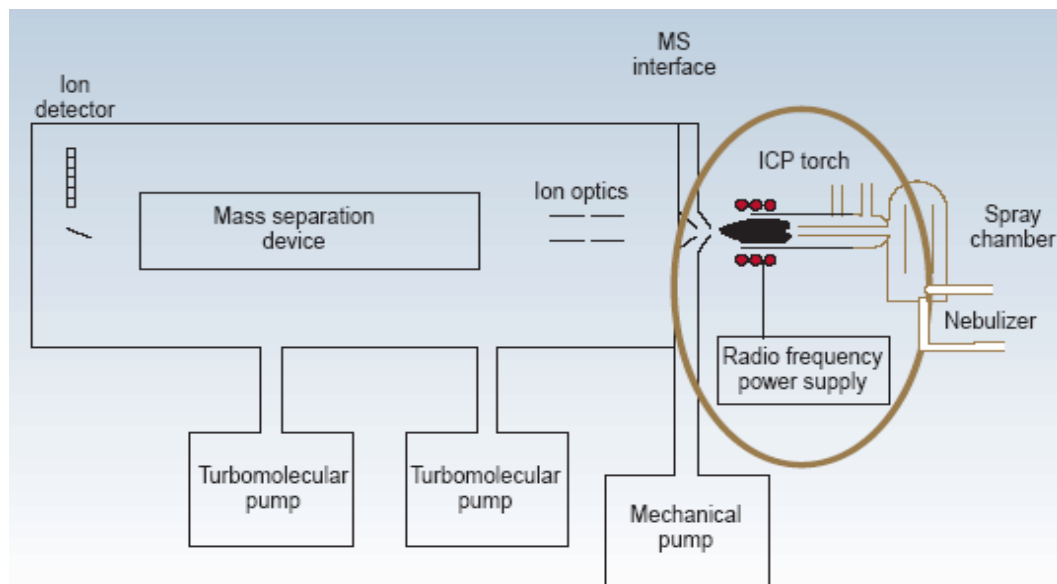 MS
interface
Ion
detector
ICP torch
Ion optics
Mass separation
device
Spray
chamber
Nebulizer
Radio frequency
power supply
Turbomolecular
pump
Turbomolecular
pump
Mechanical
pump